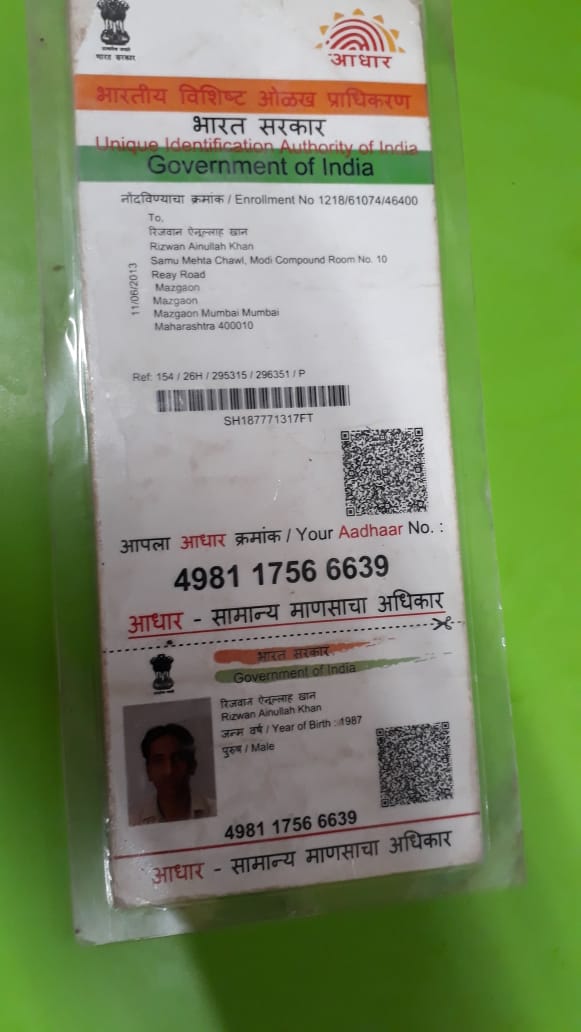 भारत सरकार
आधार
भारतीय विशिष्ट ओळख प्राधिकरण
भारत सरकार
Unique Identification Authority of India
Government of India
नोंदविण्याचा क्रमांक / Enrollment No 1218/61074/46400
To,
रिजवान ऐनूल्लाह खान
Rizwan Ainullah Khan
Samu Mehta Chawl, Modi Compound Room No. 10
Reay Road
Mazgaon
Mazgaon
Mazgaon Mumbai Mumbai
Maharashtra 400010
11/06/2013
Ref: 154 / 26H / 295315 / 296351 / P
SH187771317FT
आपला आधार क्रमांक / Your Aadhaar No. :
4981 1756 6639
आधार - सामान्य माणसाचा अधिकार
भारत सरकार
Government of India
रिजवान ऐनूल्लाह खान
Rizwan Ainullah Khan
जन्म वर्ष / Year of Birth : 1987
पुरुष / Male
4981 1756 6639
आधार - सामान्य माणसाचा अधिकार